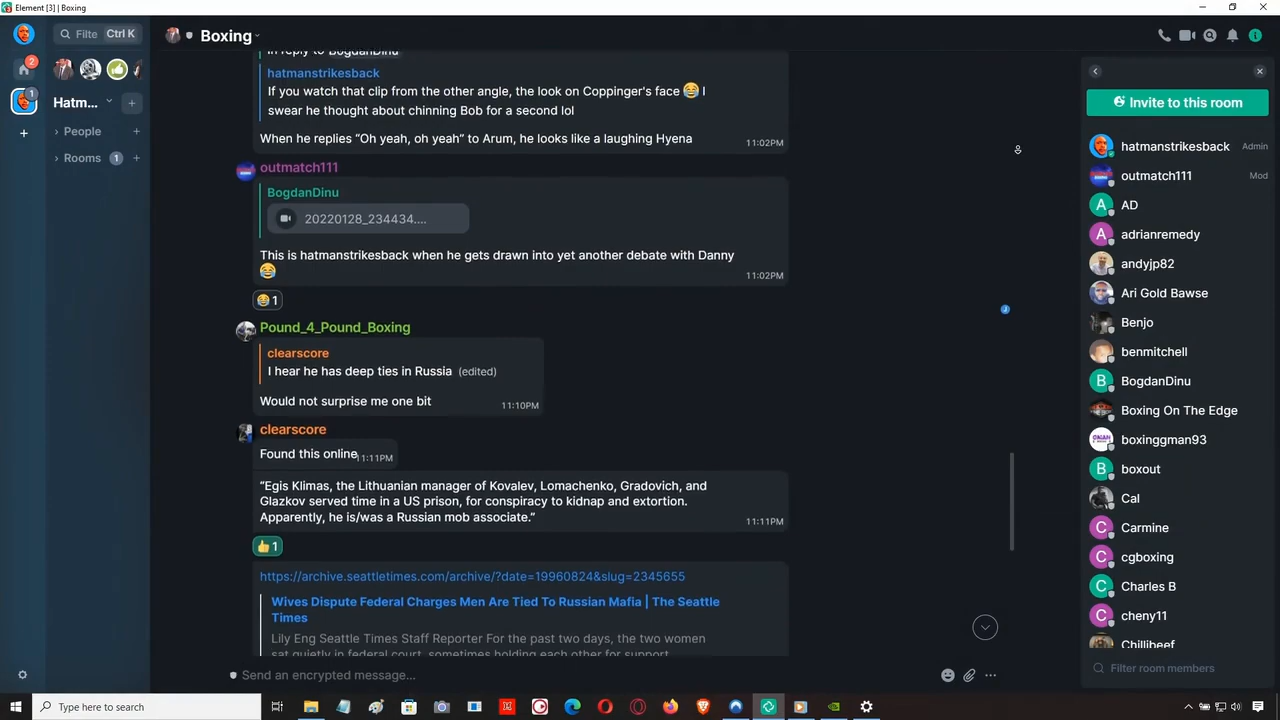 Element [3] | Boxing
Filte Ctrl K
Boxing
2
1
Hatm...
People
Rooms 1
In reply to BogdanDinu
hatmanstrikesback
If you watch that clip from the other angle, the look on Coppinger's face 😂 I
swear he thought about chinning Bob for a second lol
When he replies “Oh yeah, oh yeah” to Arum, he looks like a laughing Hyena
11:02PM
outmatch111
BogdanDinu
20220128_234434....
This is hatmanstrikesback when he gets drawn into yet another debate with Danny
😂
11:02PM
😂 1
Pound_4_Pound_Boxing
clearscore
I hear he has deep ties in Russia (edited)
Would not surprise me one bit
11:10PM
clearscore
Found this online
11:11PM
“Egis Klimas, the Lithuanian manager of Kovalev, Lomachenko, Gradovich, and
Glazkov served time in a US prison, for conspiracy to kidnap and extortion.
Apparently, he is/was a Russian mob associate.”
11:11PM
👍 1
https://archive.seattletimes.com/archive/?date=19960824&slug=2345655
Wives Dispute Federal Charges Men Are Tied To Russian Mafia | The Seattle
Times
Lily Eng Seattle Times Staff Reporter For the past two days, the two women
sat quietly in federal court, sometimes holding each other for support
Send an encrypted message...
J
Invite to this room
hatmanstrikesback Admin
outmatch111 Mod
A AD
A adrianremedy
andyjp82
Ari Gold Bawse
Benjo
benmitchell
B BogdanDinu
Boxing On The Edge
boxinggman93
B boxout
Cal
C Carmine
C cgboxing
C Charles B
C cheny11
Chillibeef
Filter room members
Type here to search